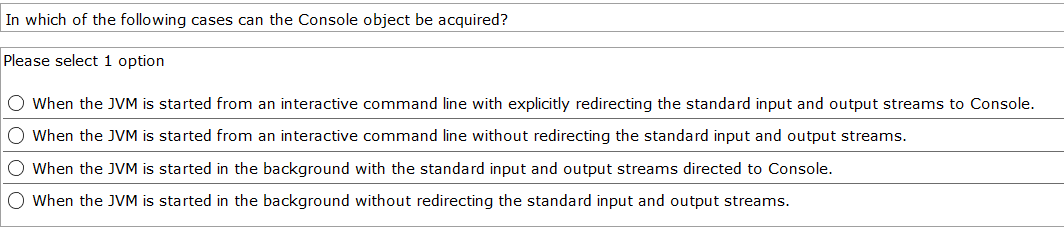 In which of the following cases can the Console object be acquired?
Please select 1 option
When the JVM is started from an interactive command line with explicitly redirecting the standard input and output streams to Console.
When the JVM is started from an interactive command line without redirecting the standard input and output streams.
When the JVM is started in the background with the standard input and output streams directed to Console.
When the JVM is started in the background without redirecting the standard input and output streams.